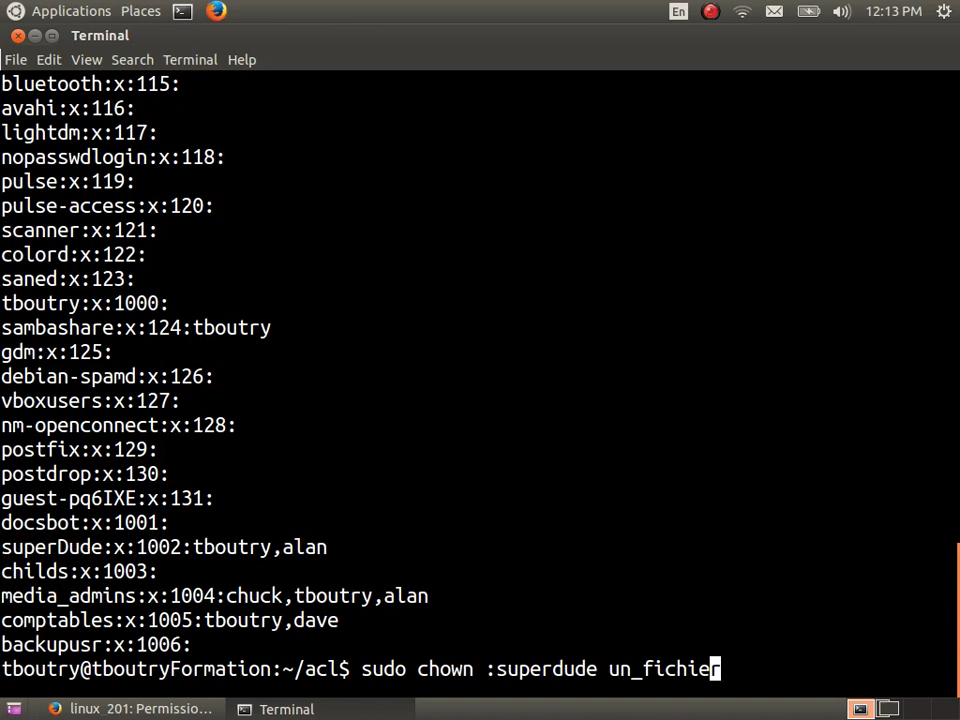 Applications Places En 12:13 PM
Terminal
File Edit View Search Terminal Help
bluetooth:x:115:
avahi:x:116:
lightdm:x:117:
nopasswdlogin:x:118:
pulse:x:119:
pulse-access:x:120:
scanner:x:121:
colord:x:122:
saned:x:123:
tboutry:x:1000:
sambashare:x:124:tboutry
gdm:x:125:
debian-spamd:x:126:
vboxusers:x:127:
nm-openconnect:x:128:
postfix:x:129:
postdrop:x:130:
guest-pq6IXE:x:131:
docsbot:x:1001:
superDude:x:1002:tboutry,alan
childs:x:1003:
media_admins:x:1004:chuck,tboutry,alan
comptables:x:1005:tboutry,dave
backupusr:x:1006:
tboutry@tboutryFormation:~/acl$ sudo chown :superdude un_fichier
linux_201: Permissio... Terminal